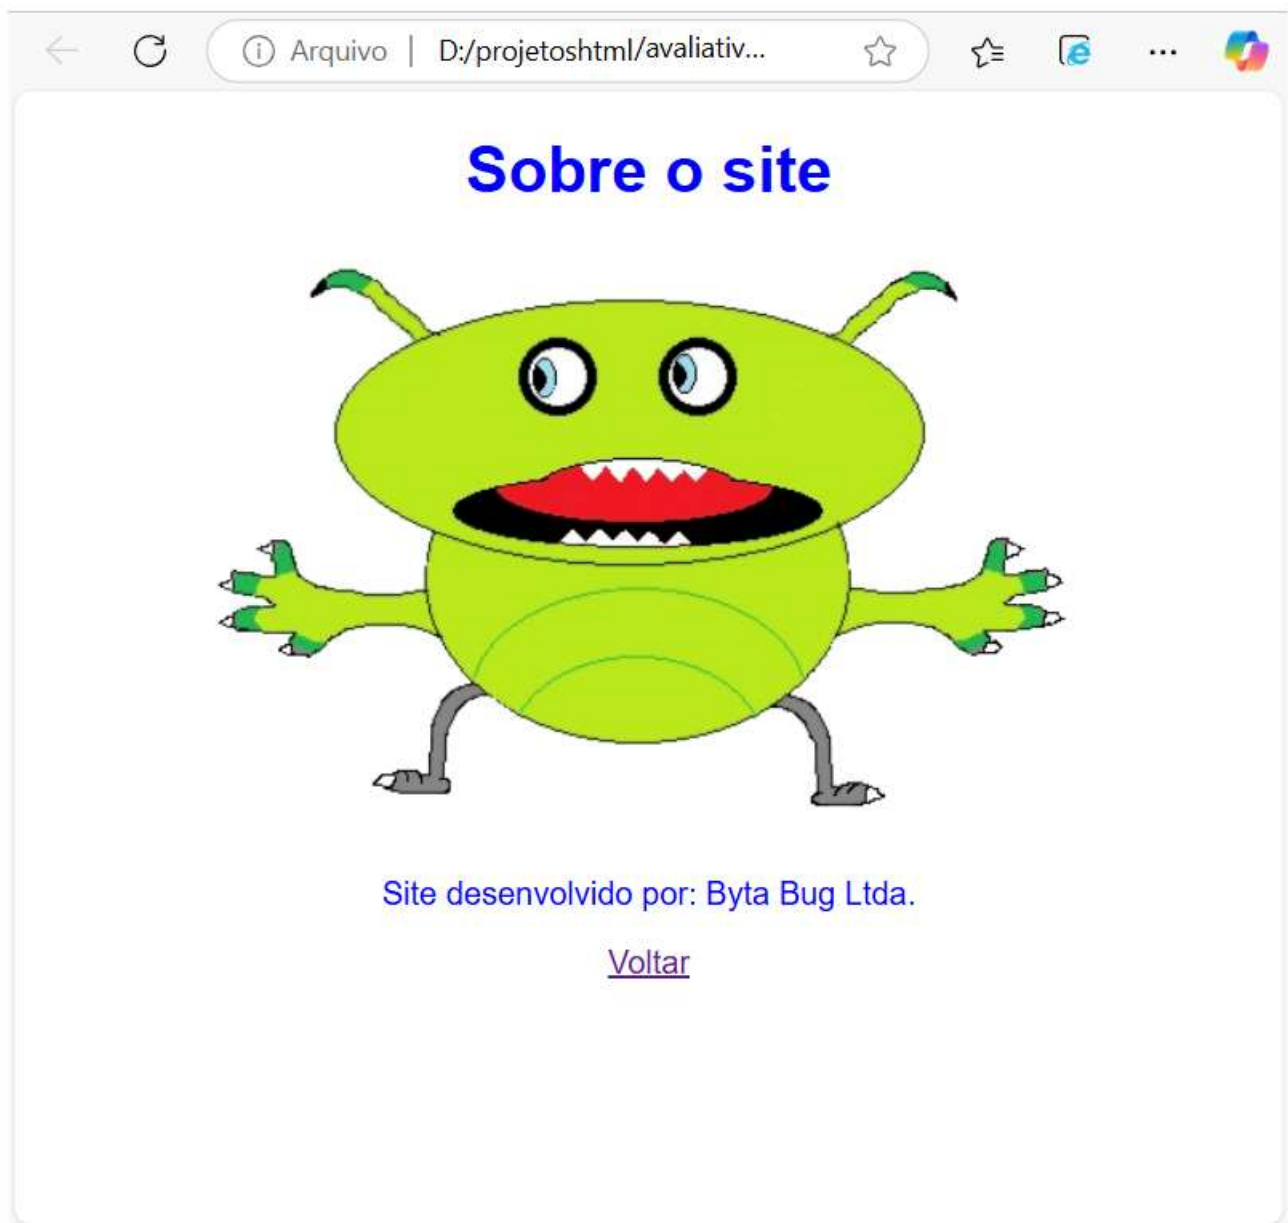 Arquivo | D:/projetoshtml/avaliativ...
Sobre o site
Site desenvolvido por: Byta Bug Ltda.
Voltar